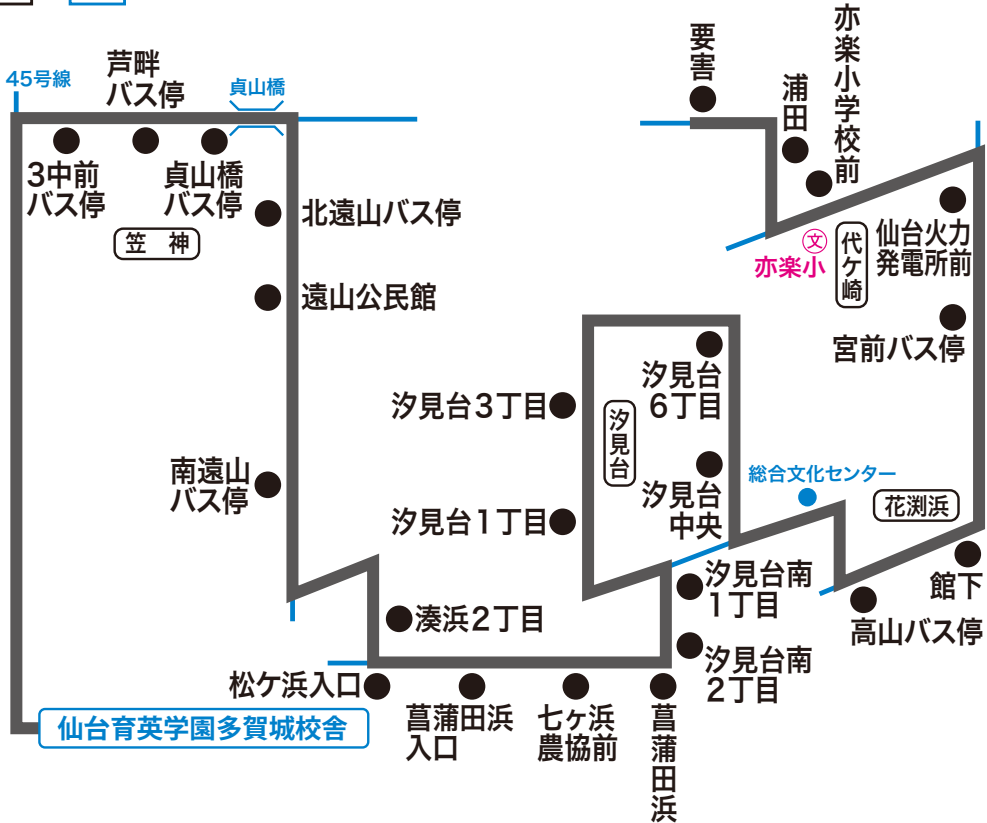 45号線
芦畔
バス停
貞山橋
3中前
バス停
貞山橋
バス停
笠 神
北遠山バス停
遠山公民館
南遠山
バス停
湊浜2丁目
松ケ浜入口
仙台育英学園多賀城校舎
菖蒲田浜
入口
七ヶ浜
農協前
菖蒲田浜
汐見台南
2丁目
汐見台南
1丁目
汐見台1丁目
汐見台3丁目
汐見台
汐見台
6丁目
汐見台
中央
総合文化センター
花渕浜
高山バス停
館下
宮前バス停
仙台火力
発電所前
代ケ崎
文
亦楽小
亦楽小学校前
浦田
要害